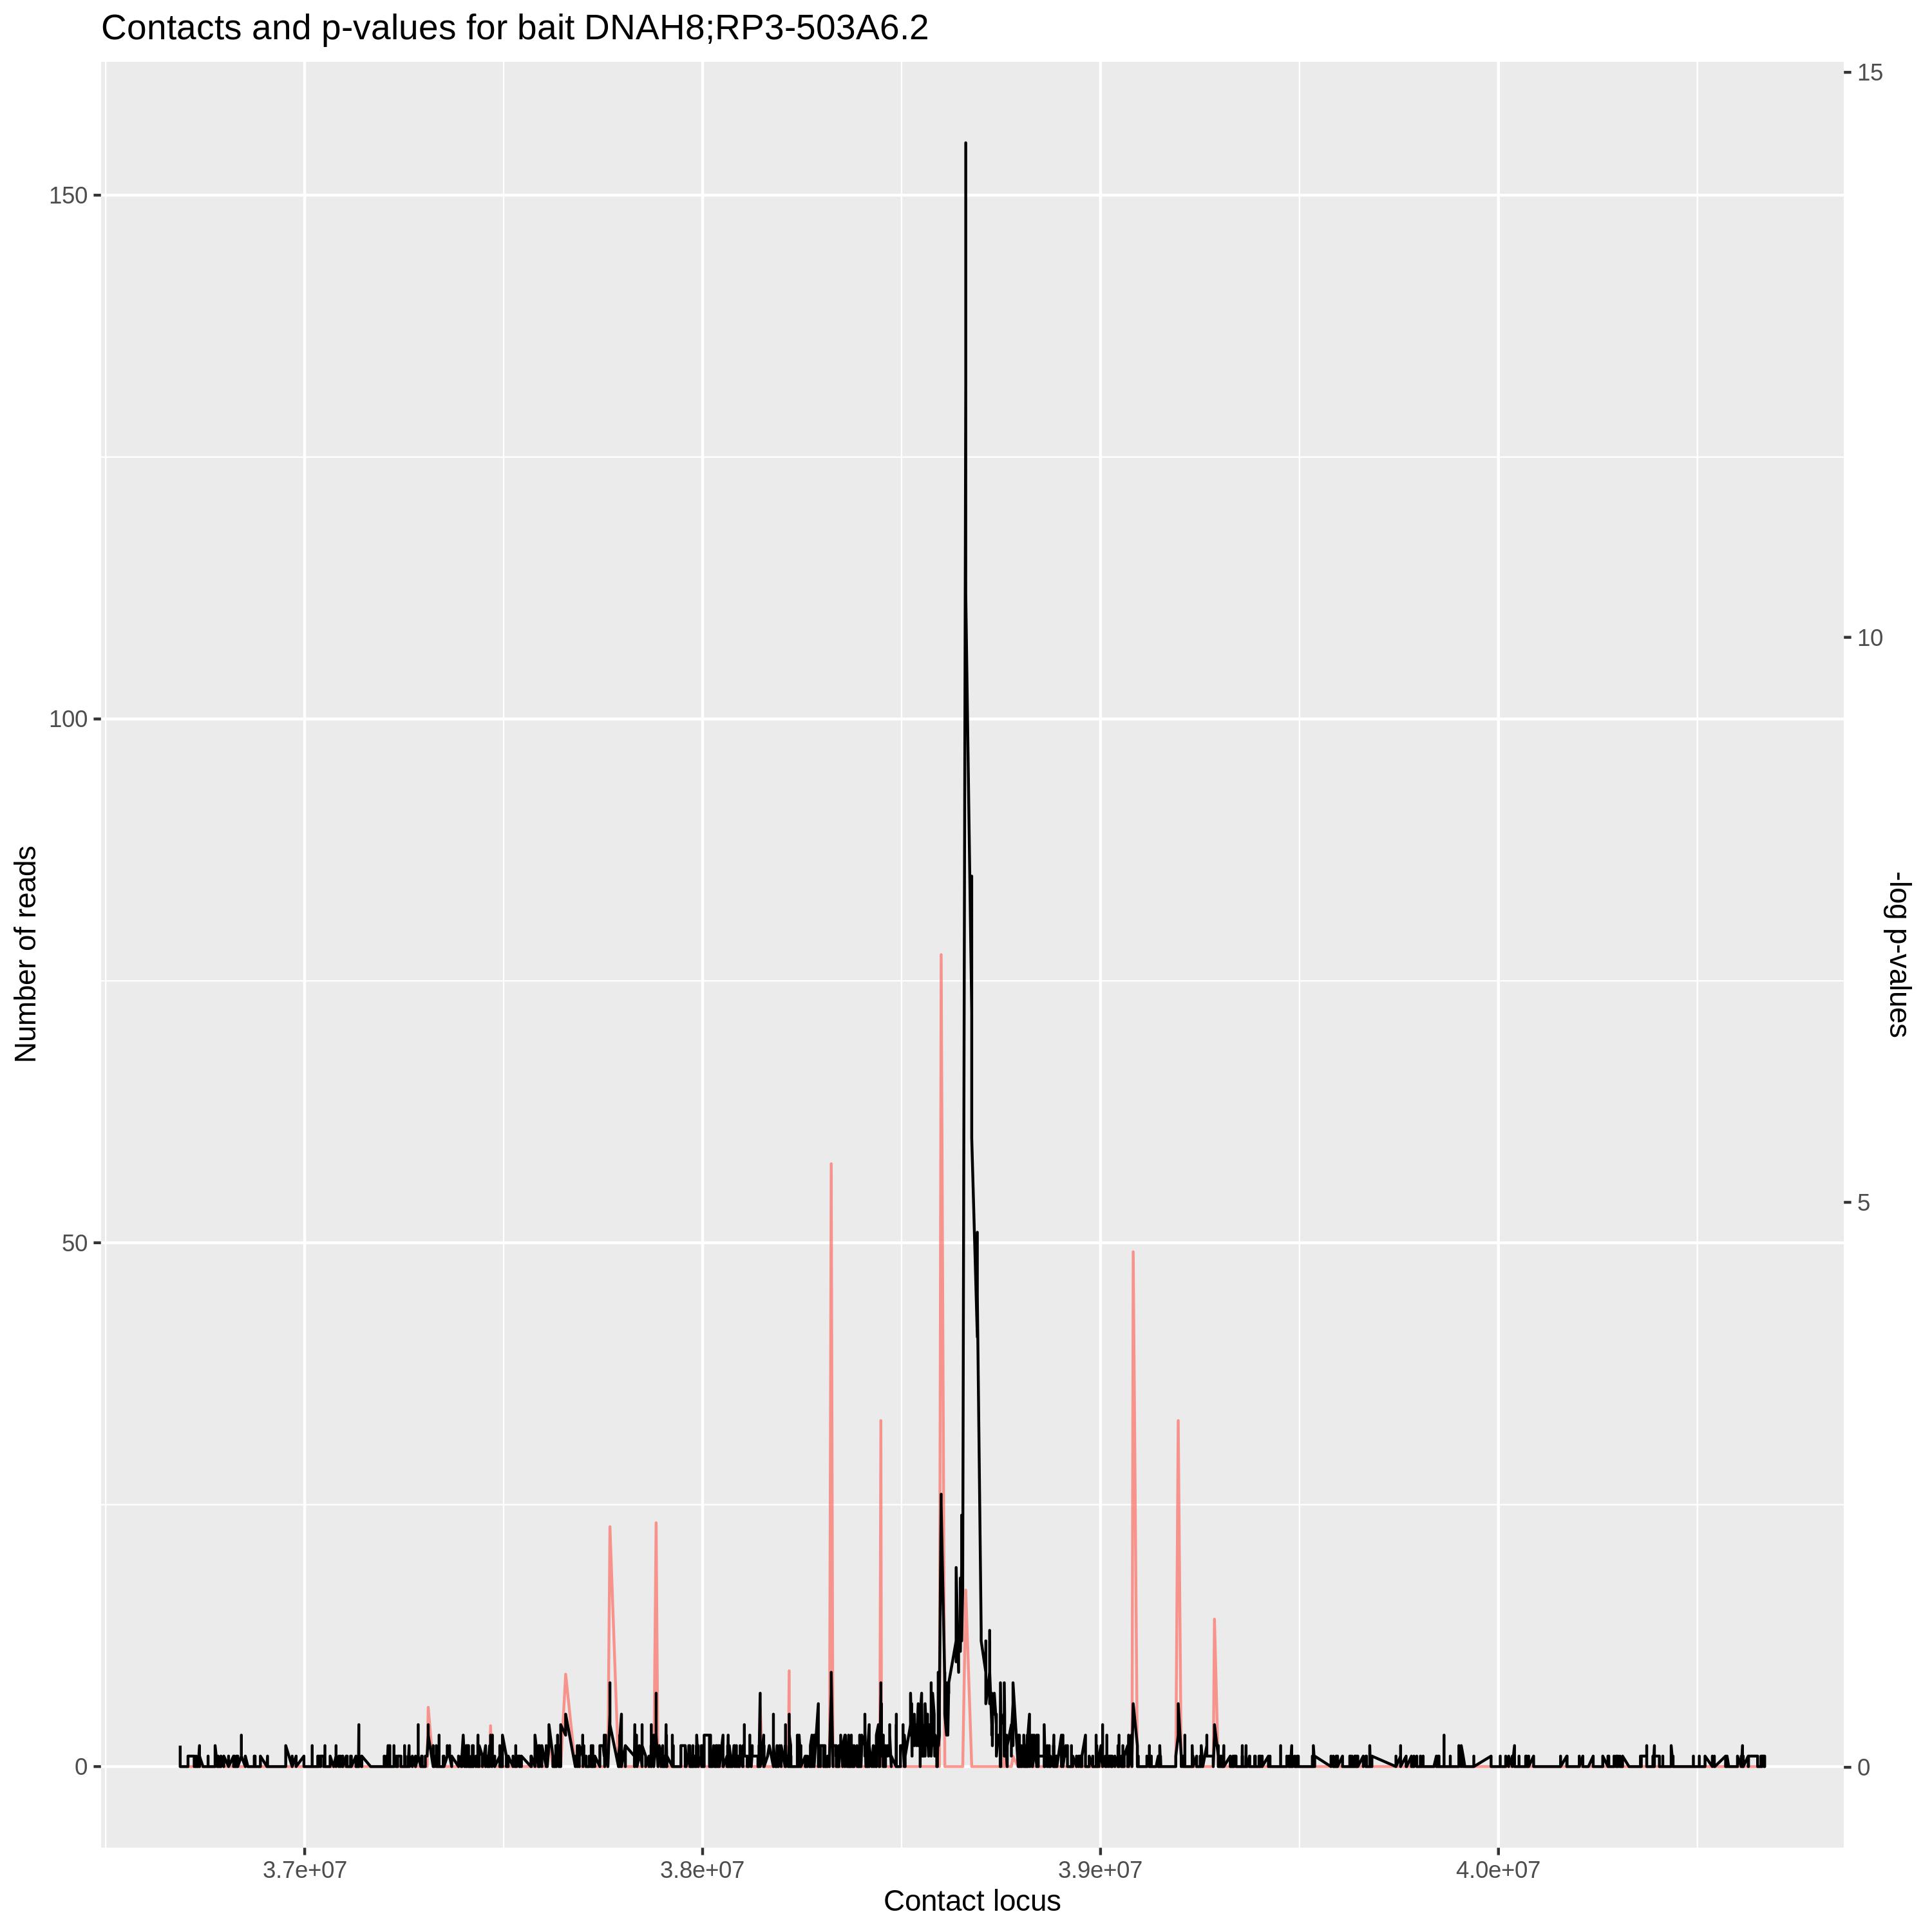 Contacts and p-values for bait DNAH8;RP3-503A6.2
15
150
10
100
Number of reads
-log p-values
5
50
0
0
3.7e+07
3.8e+07
3.9e+07
4.0e+07
Contact locus